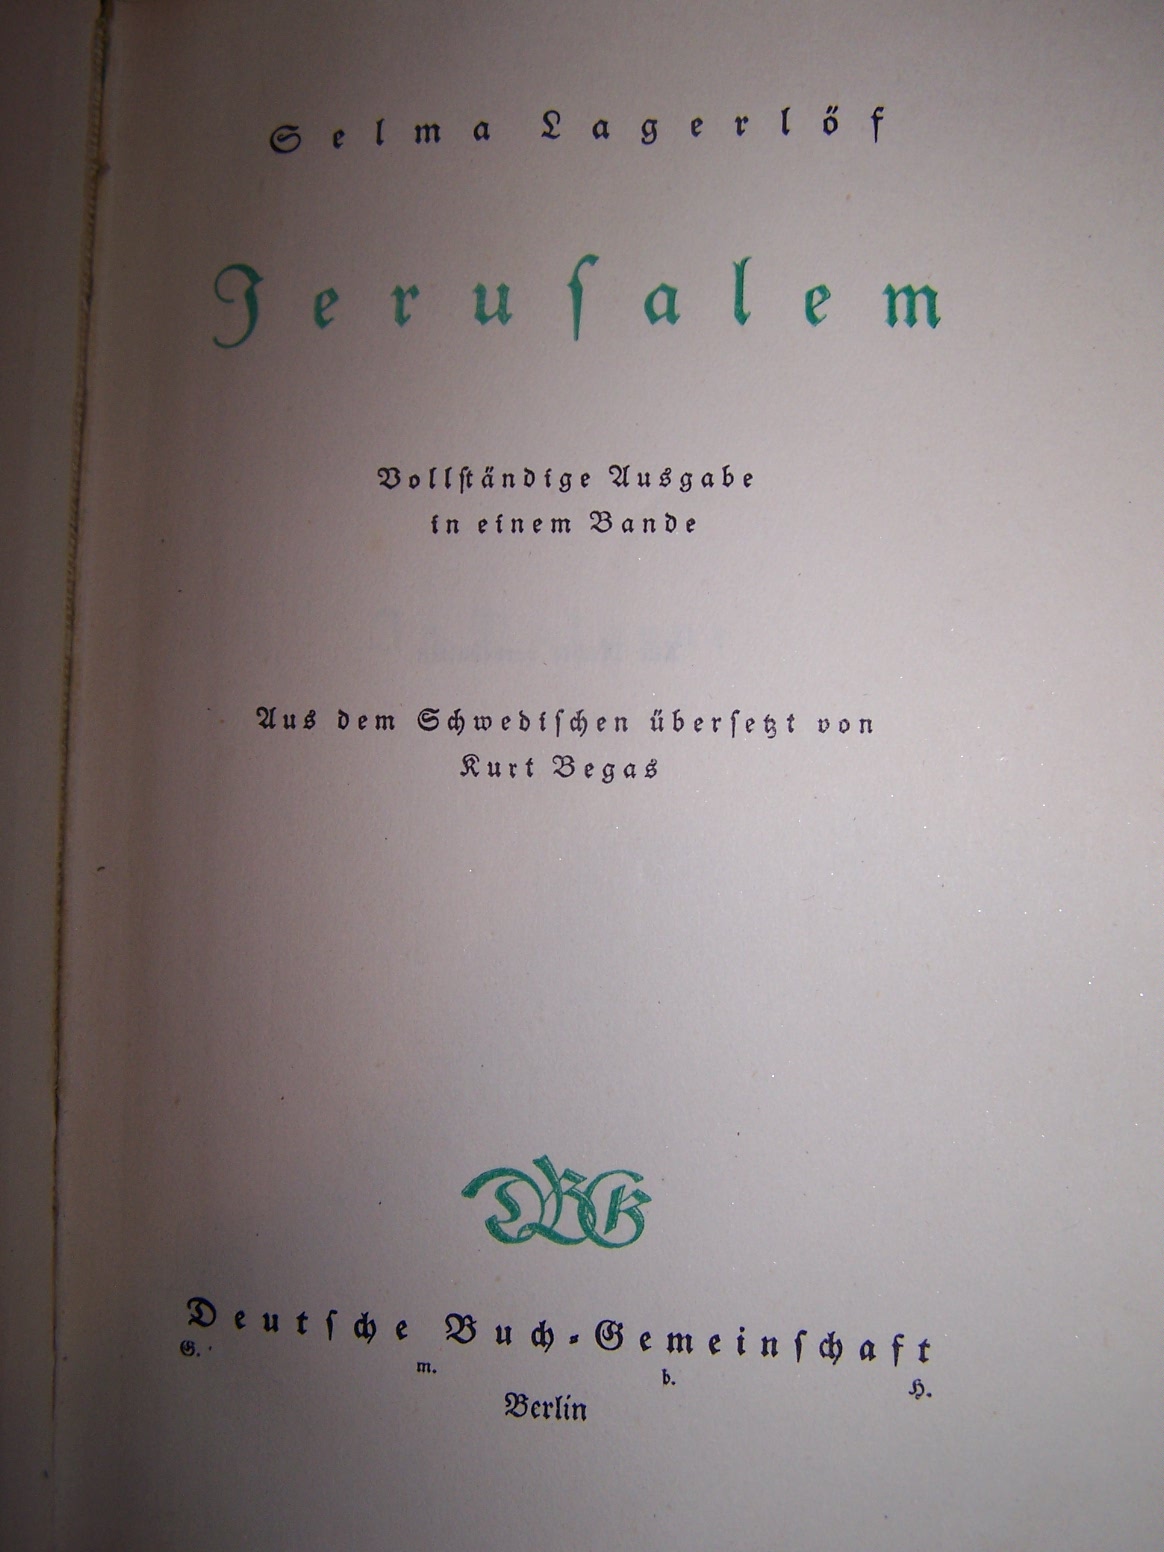 Selma Lagerlöf
Jeruſalem
Vollſtändige Ausgabe
in einem Bande
Aus dem Schwediſchen überſetzt von
Kurt Begas
DBG
Deutſche Buch-Gemeinſchaft
G. m. b. H.
Berlin